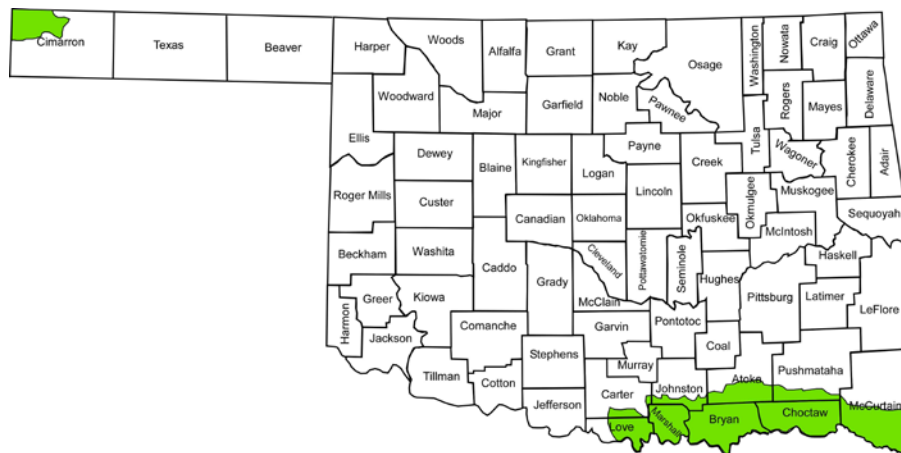 Cimarron
Texas
Beaver
Harper
Woods
Alfalfa
Grant
Kay
Osage
Washington
Nowata
Craig
Ottawa
Woodward
Major
Garfield
Noble
Pawnee
Rogers
Mayes
Delaware
Ellis
Dewey
Blaine
Kingfisher
Logan
Payne
Creek
Tulsa
Wagoner
Cherokee
Adair
Roger Mills
Custer
Canadian
Oklahoma
Lincoln
Okfuskee
Okmulgee
Muskogee
Sequoyah
Beckham
Washita
Caddo
Grady
Cleveland
Pottawatomie
Seminole
Hughes
McIntosh
Haskell
Harmon
Greer
Kiowa
Comanche
McClain
Garvin
Pontotoc
Coal
Pittsburg
Latimer
LeFlore
Jackson
Tillman
Cotton
Stephens
Murray
Johnston
Atoka
Pushmataha
Jefferson
Carter
Love
Marshall
Bryan
Choctaw
McCurtain